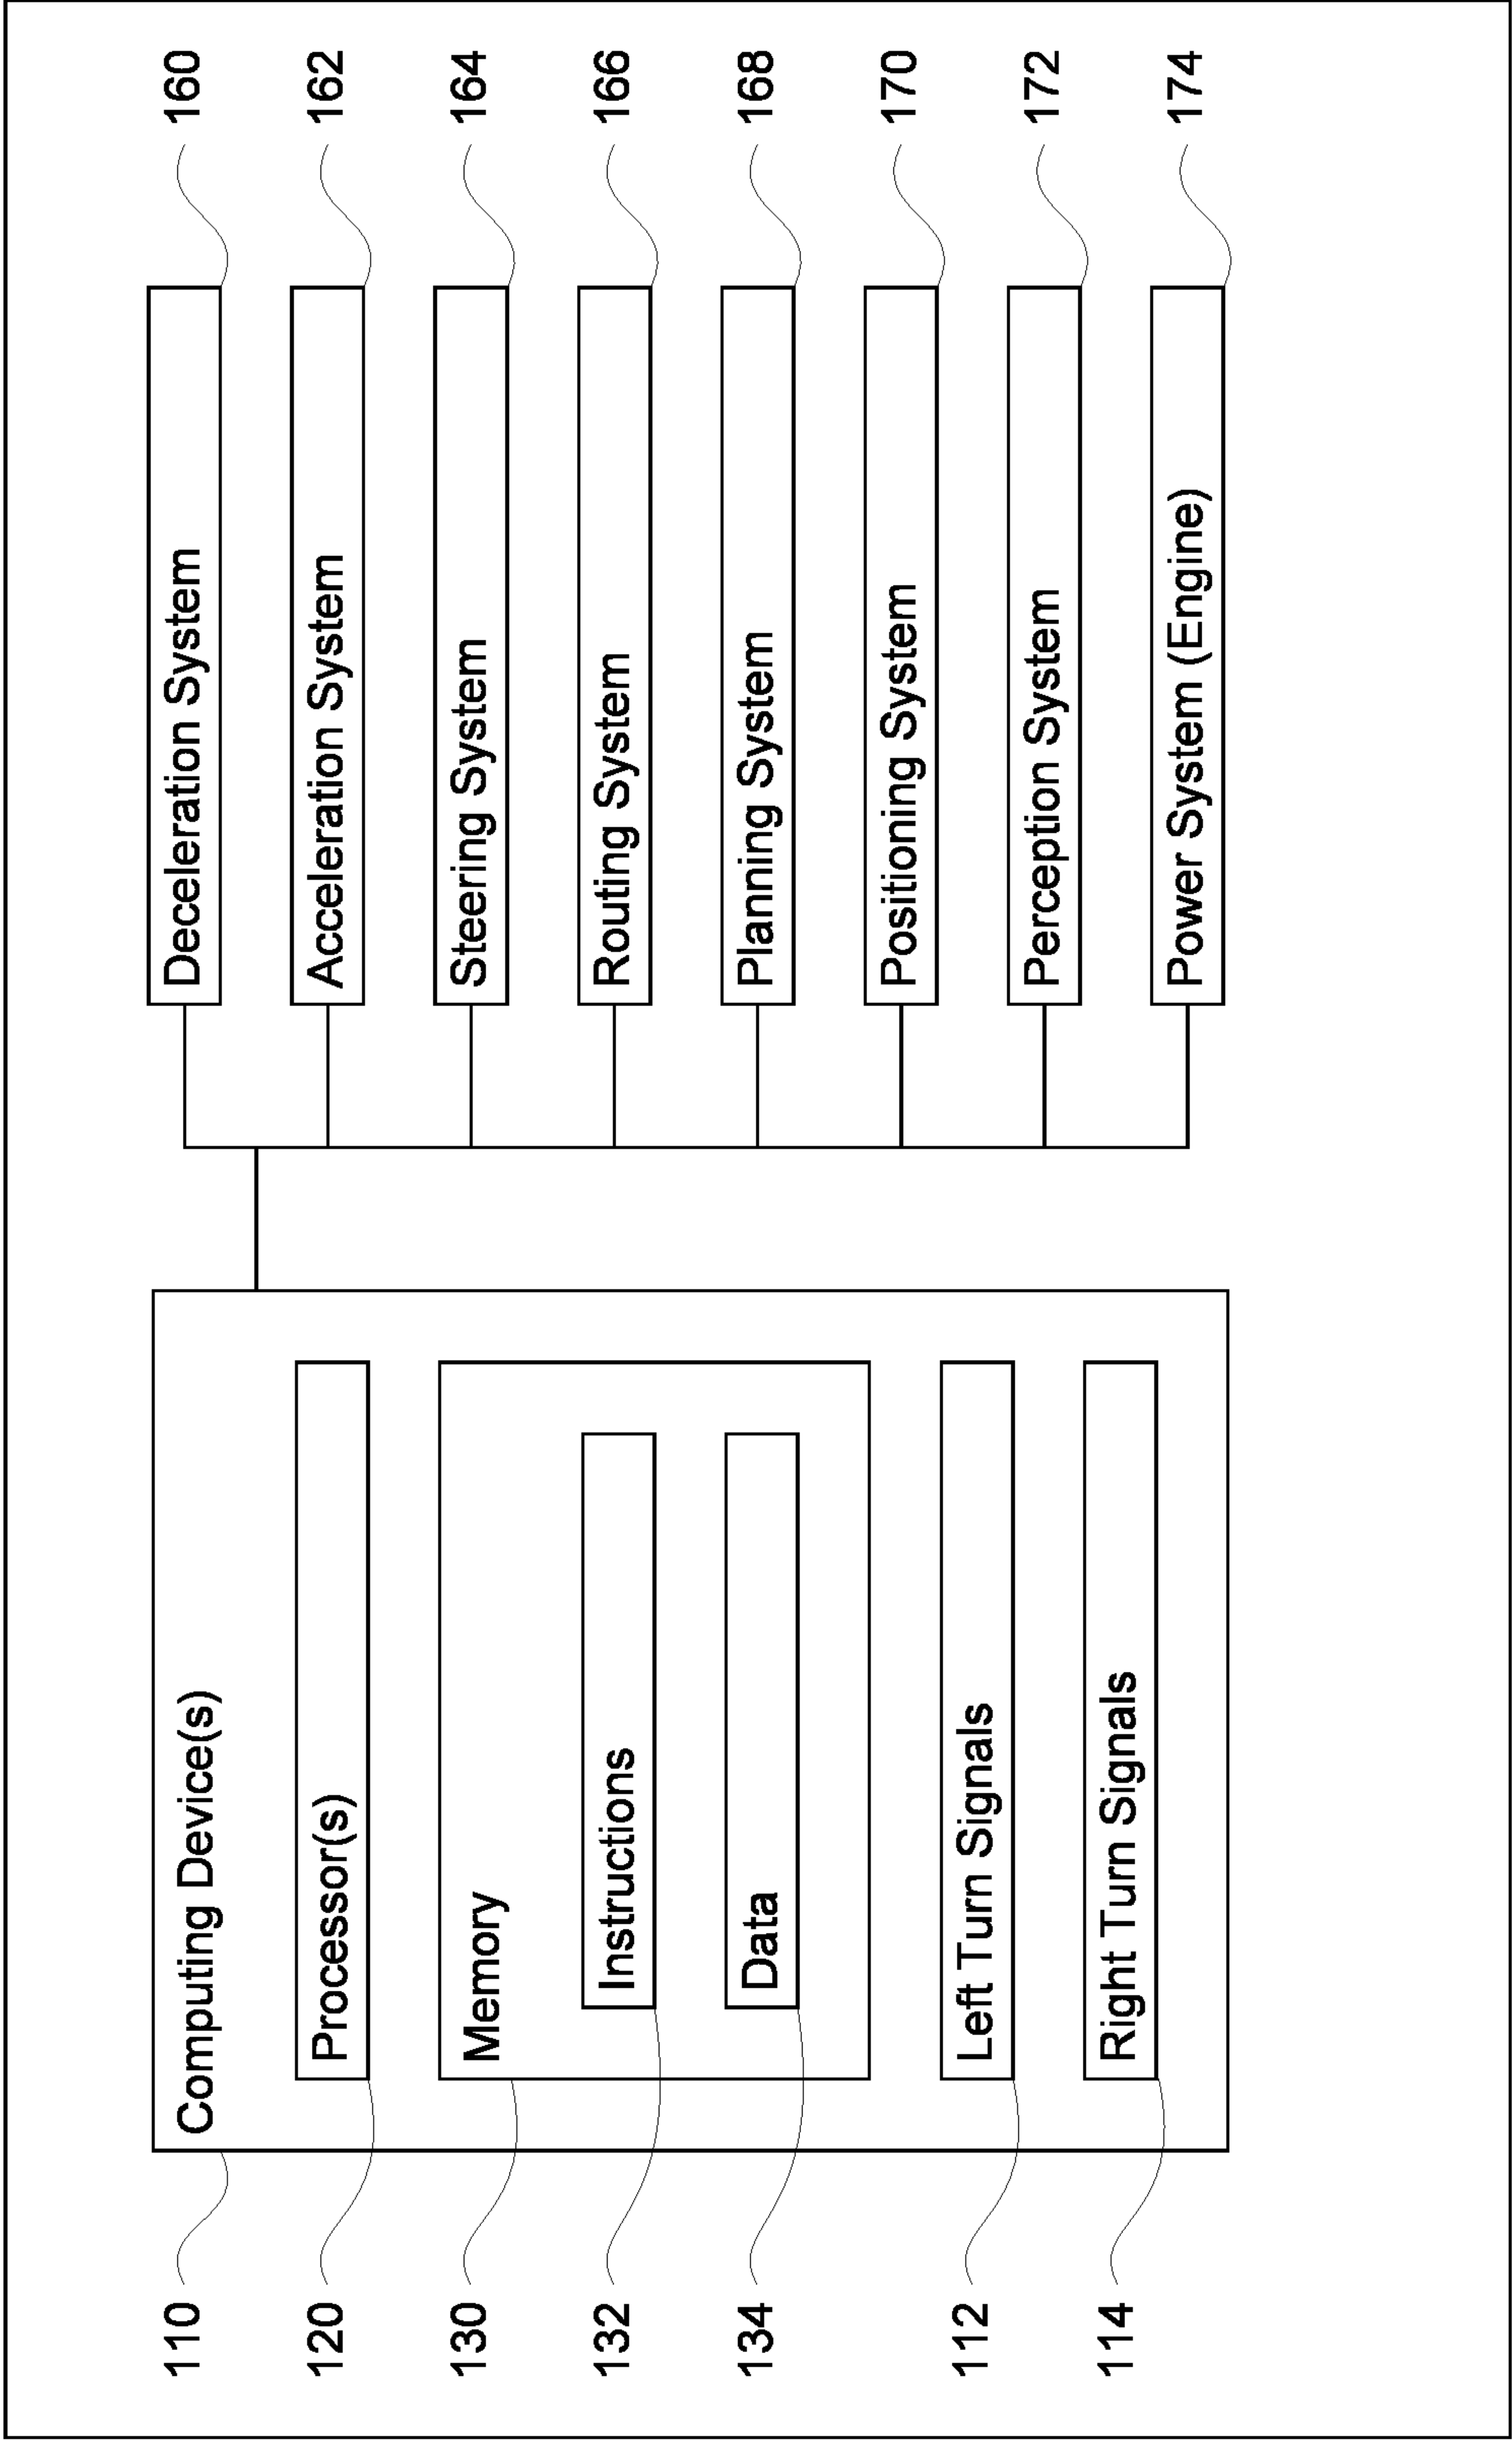 110
Computing Device(s)
120
Processor(s)
130
Memory
132
Instructions
134
Data
112
Left Turn Signals
114
Right Turn Signals
Deceleration System
160
Acceleration System
162
Steering System
164
Routing System
166
Planning System
168
Positioning System
170
Perception System
172
Power System (Engine)
174